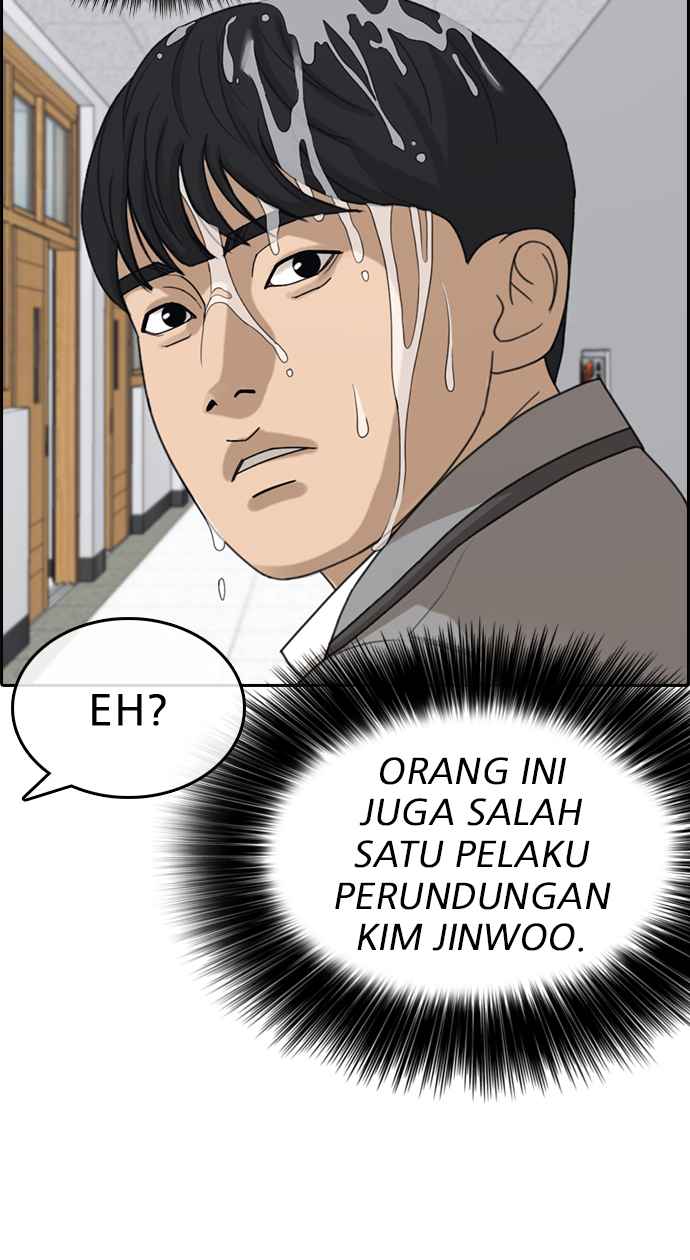 EH?
ORANG INI
JUGA SALAH
SATU PELAKU
PERUNDUNGAN
KIM JINWOO.